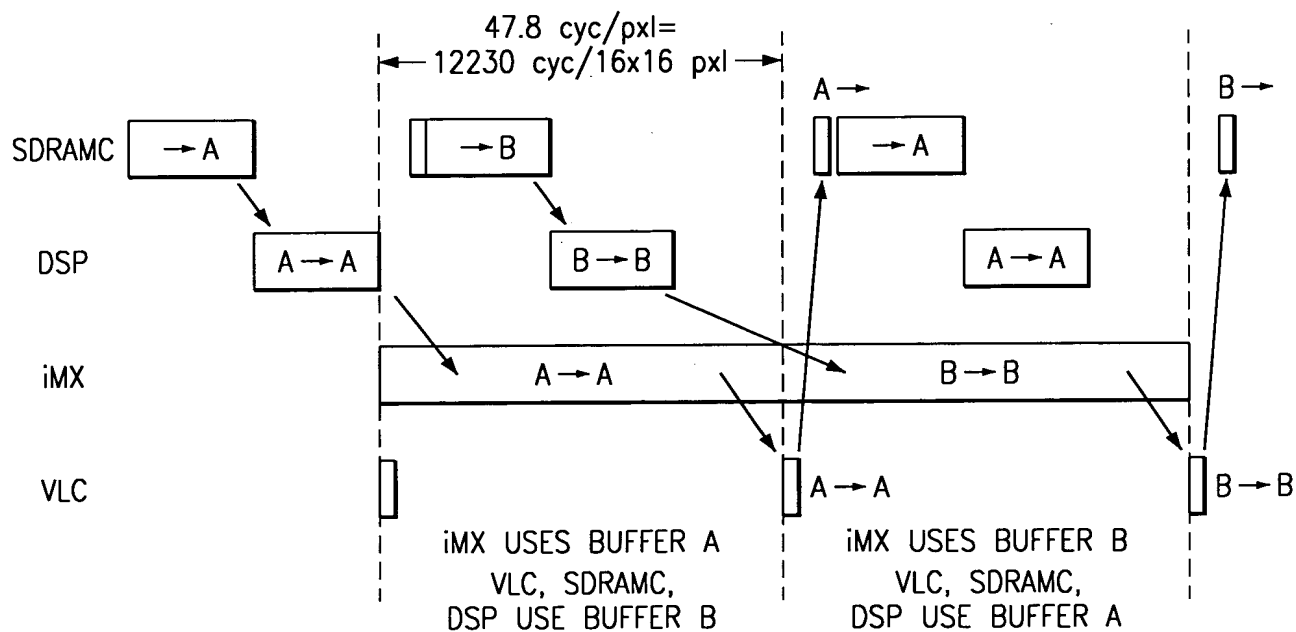 47.8 cyc/pxl=
12230 cyc/16x16 pxl
A → B →
SDRAMC → A → B → A
DSP A → A B → B A → A
iMX A → A B → B
VLC A → A B → B
iMX USES BUFFER A
VLC, SDRAMC,
DSP USE BUFFER B
iMX USES BUFFER B
VLC, SDRAMC,
DSP USE BUFFER A